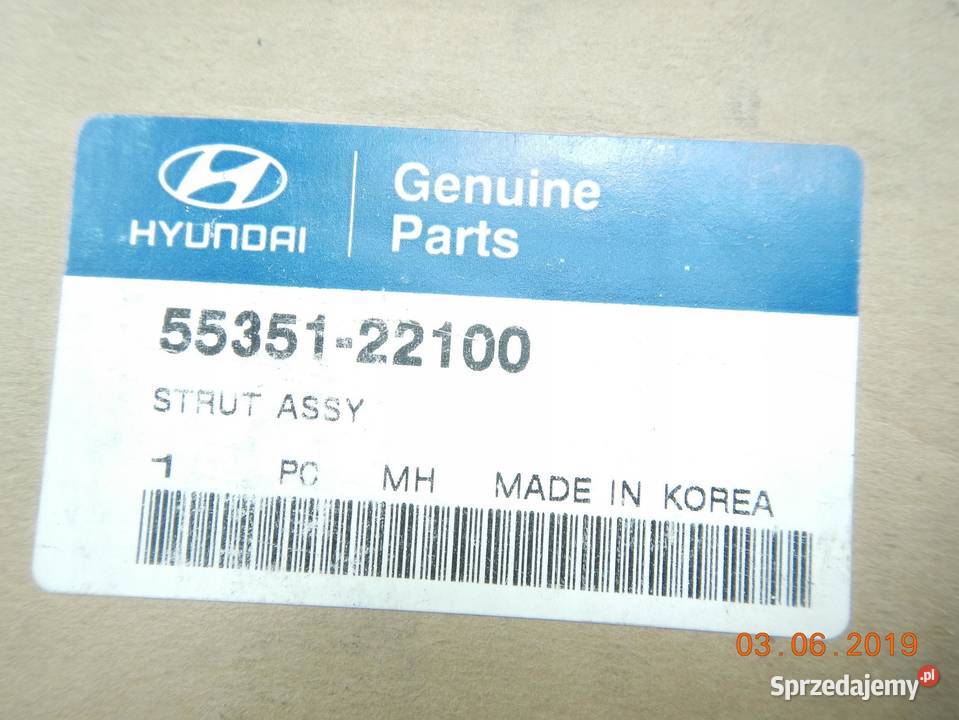 HYUNDAI
Genuine
Parts
55351-22100
STRUT ASSY
1 PC MH MADE IN KOREA
03.06.2019
Sprzedajemy.pl